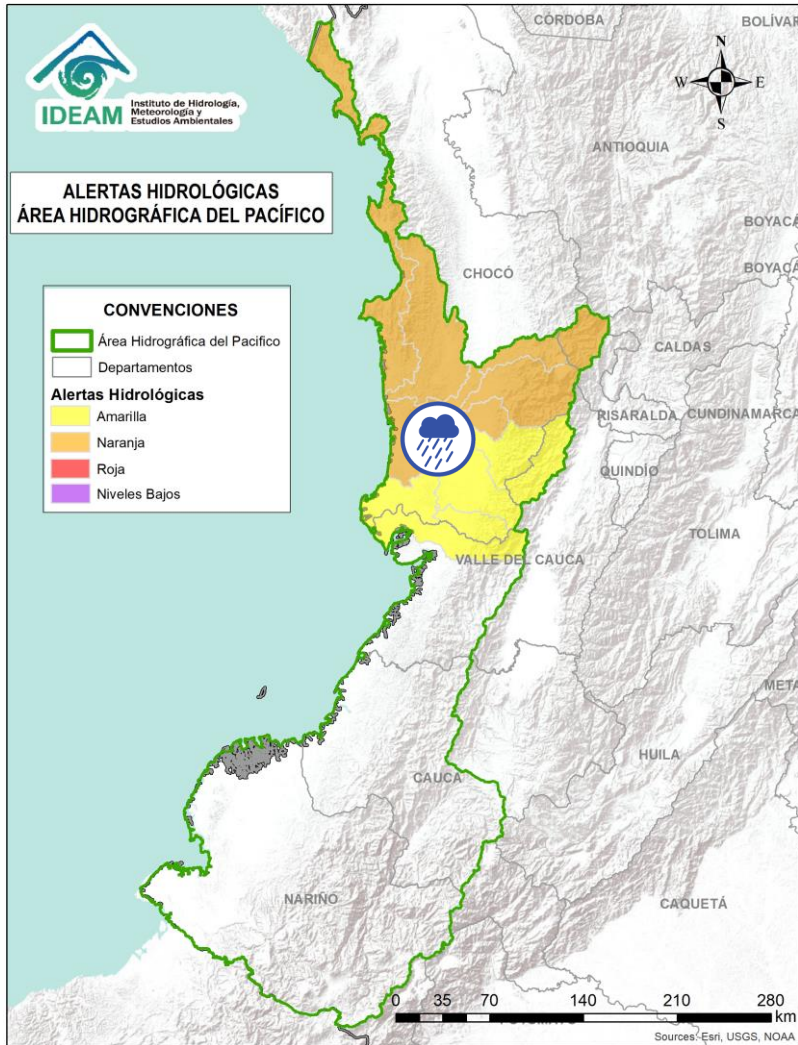 IDEAM
Instituto de Hidrología,
Meteorología y
Estudios Ambientales
ALERTAS HIDROLÓGICAS
ÁREA HIDROGRÁFICA DEL PACÍFICO
CONVENCIONES
Área Hidrográfica del Pacifico
Departamentos
Alertas Hidrológicas
Amarilla
Naranja
Roja
Niveles Bajos
N
W E
S
CÓRDOBA
BOLÍVAR
ANTIOQUIA
BOYACÁ
BOYACÁ
CHOCÓ
CALDAS
RISARALDA
CUNDINAMARCA
QUINDÍO
TOLIMA
VALLE DEL CAUCA
META
HUILA
CAUCA
NARIÑO
CAQUETÁ
0 35 70 140 210 280
km
Sources: Esri, USGS, NOAA